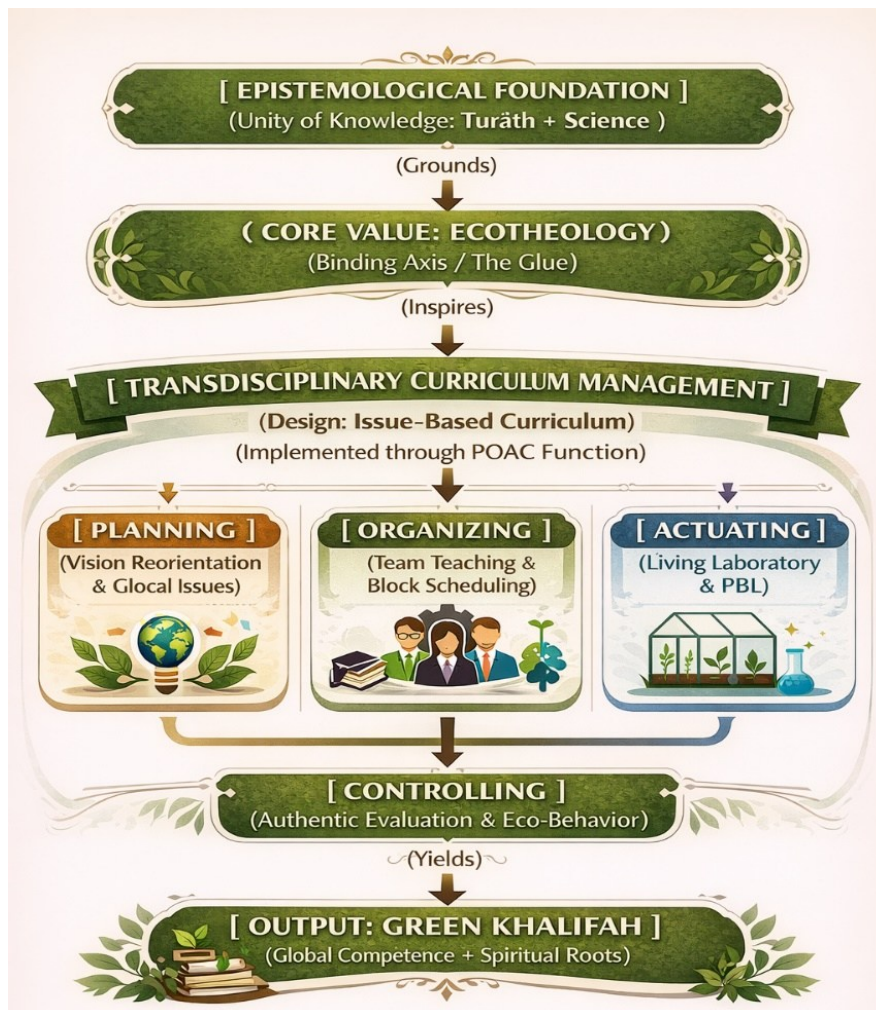 [ EPISTEMOLOGICAL FOUNDATION ]
(Unity of Knowledge: Turāth + Science )
(Grounds)
( CORE VALUE: ECOTHEOLOGY)
(Binding Axis / The Glue)
(Inspires)
[ TRANSDISCIPLINARY CURRICULUM MANAGEMENT ]
(Design: Issue-Based Curriculum)
(Implemented through POAC Function)
[ PLANNING ]
(Vision Reorientation
& Glocal Issues)
[ ORGANIZING ]
(Team Teaching &
Block Scheduling)
[ ACTUATING ]
(Living Laboratory
& PBL)
[ CONTROLLING ]
(Authentic Evaluation & Eco-Behavior)
(Yields)
[ OUTPUT: GREEN KHALIFAH ]
(Global Competence + Spiritual Roots)